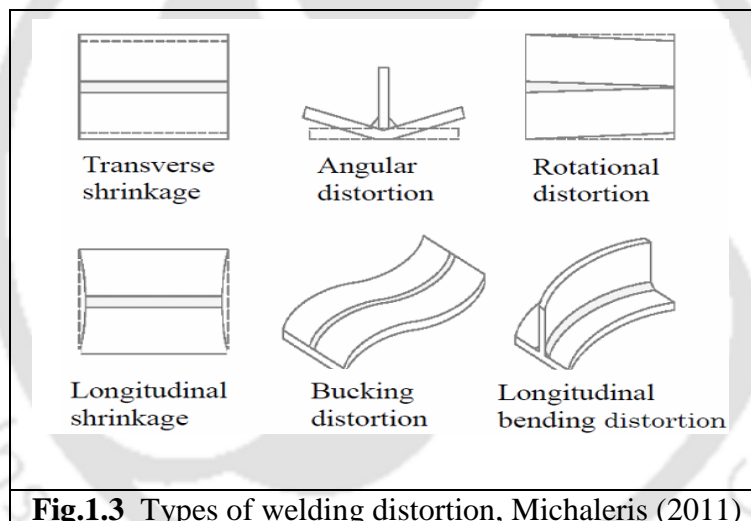 Transverse
shrinkage
Angular
distortion
Rotational
distortion
Longitudinal
shrinkage
Bucking
distortion
Longitudinal
bending distortion
Fig.1.3 Types of welding distortion, Michaleris (2011)